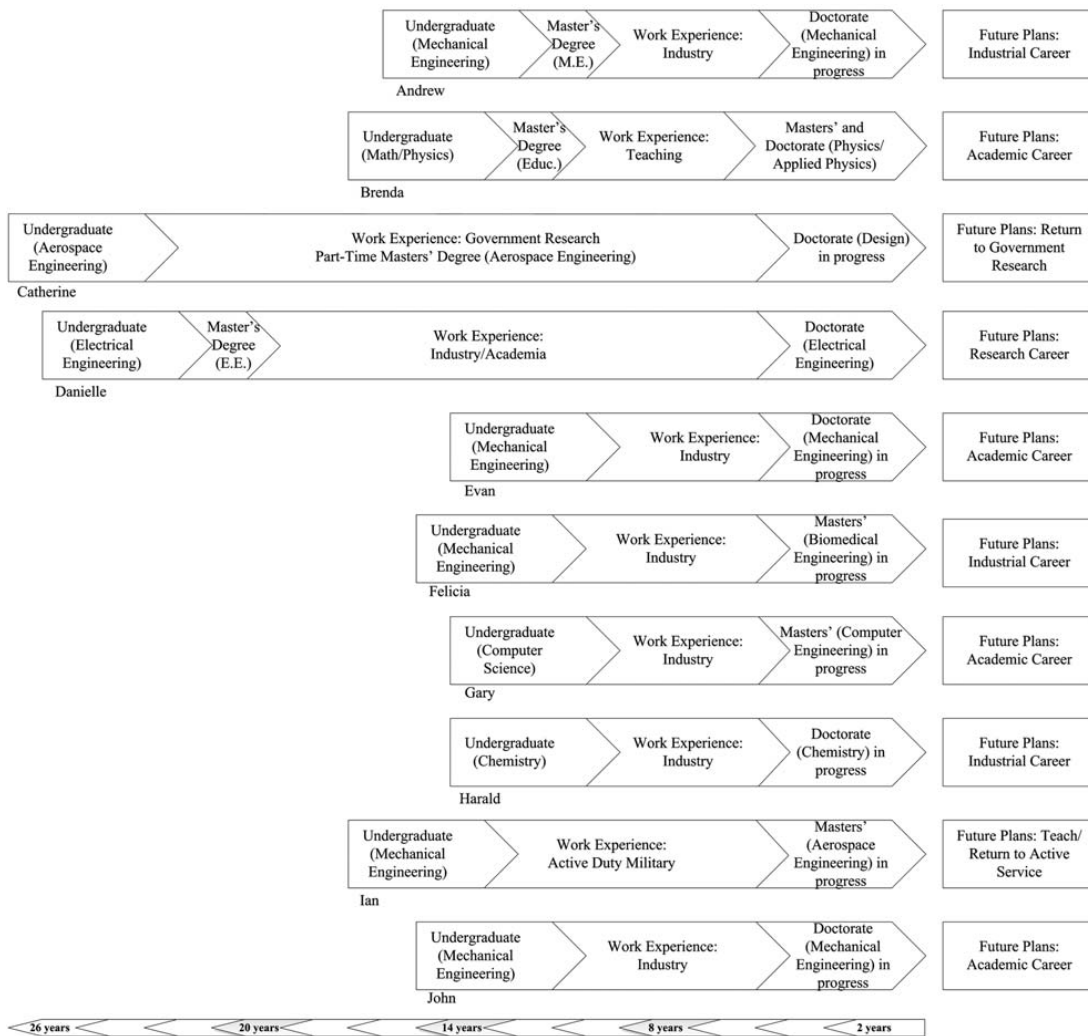 Undergraduate
(Mechanical
Engineering)
Master's
Degree
(M.E.)
Work Experience:
Industry
Doctorate
(Mechanical
Engineering) in
progress
Future Plans:
Industrial Career
Andrew
Undergraduate
(Math/Physics)
Master's
Degree
(Educ.)
Work Experience:
Teaching
Masters' and
Doctorate (Physics/
Applied Physics)
Future Plans:
Academic Career
Brenda
Undergraduate
(Aerospace
Engineering)
Work Experience: Government Research
Part-Time Masters' Degree (Aerospace Engineering)
Doctorate (Design)
in progress
Future Plans: Return
to Government
Research
Catherine
Undergraduate
(Electrical
Engineering)
Master's
Degree
(E.E.)
Work Experience:
Industry/Academia
Doctorate
(Electrical
Engineering)
Future Plans:
Research Career
Danielle
Undergraduate
(Mechanical
Engineering)
Work Experience:
Industry
Doctorate
(Mechanical
Engineering) in
progress
Future Plans:
Academic Career
Evan
Undergraduate
(Mechanical
Engineering)
Work Experience:
Industry
Masters'
(Biomedical
Engineering) in
progress
Future Plans:
Industrial Career
Felicia
Undergraduate
(Computer
Science)
Work Experience:
Industry
Masters' (Computer
Engineering) in
progress
Future Plans:
Academic Career
Gary
Undergraduate
(Chemistry)
Work Experience:
Industry
Doctorate
(Chemistry) in
progress
Future Plans:
Industrial Career
Harald
Undergraduate
(Mechanical
Engineering)
Work Experience:
Active Duty Military
Masters'
(Aerospace
Engineering) in
progress
Future Plans: Teach/
Return to Active
Service
Ian
Undergraduate
(Mechanical
Engineering)
Work Experience:
Industry
Doctorate
(Mechanical
Engineering) in
progress
Future Plans:
Academic Career
John
26 years
20 years
14 years
8 years
2 years